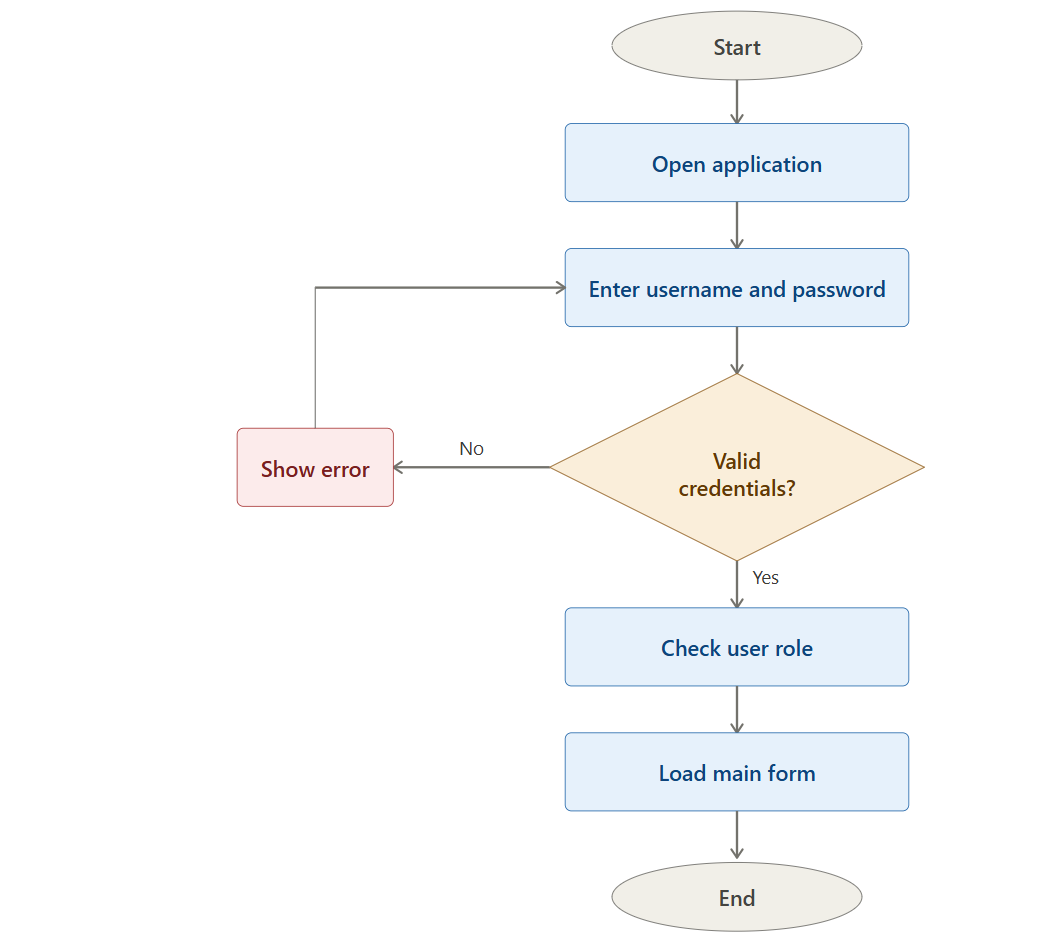 Start
Open application
Enter username and password
Valid
credentials?
No
Show error
Yes
Check user role
Load main form
End